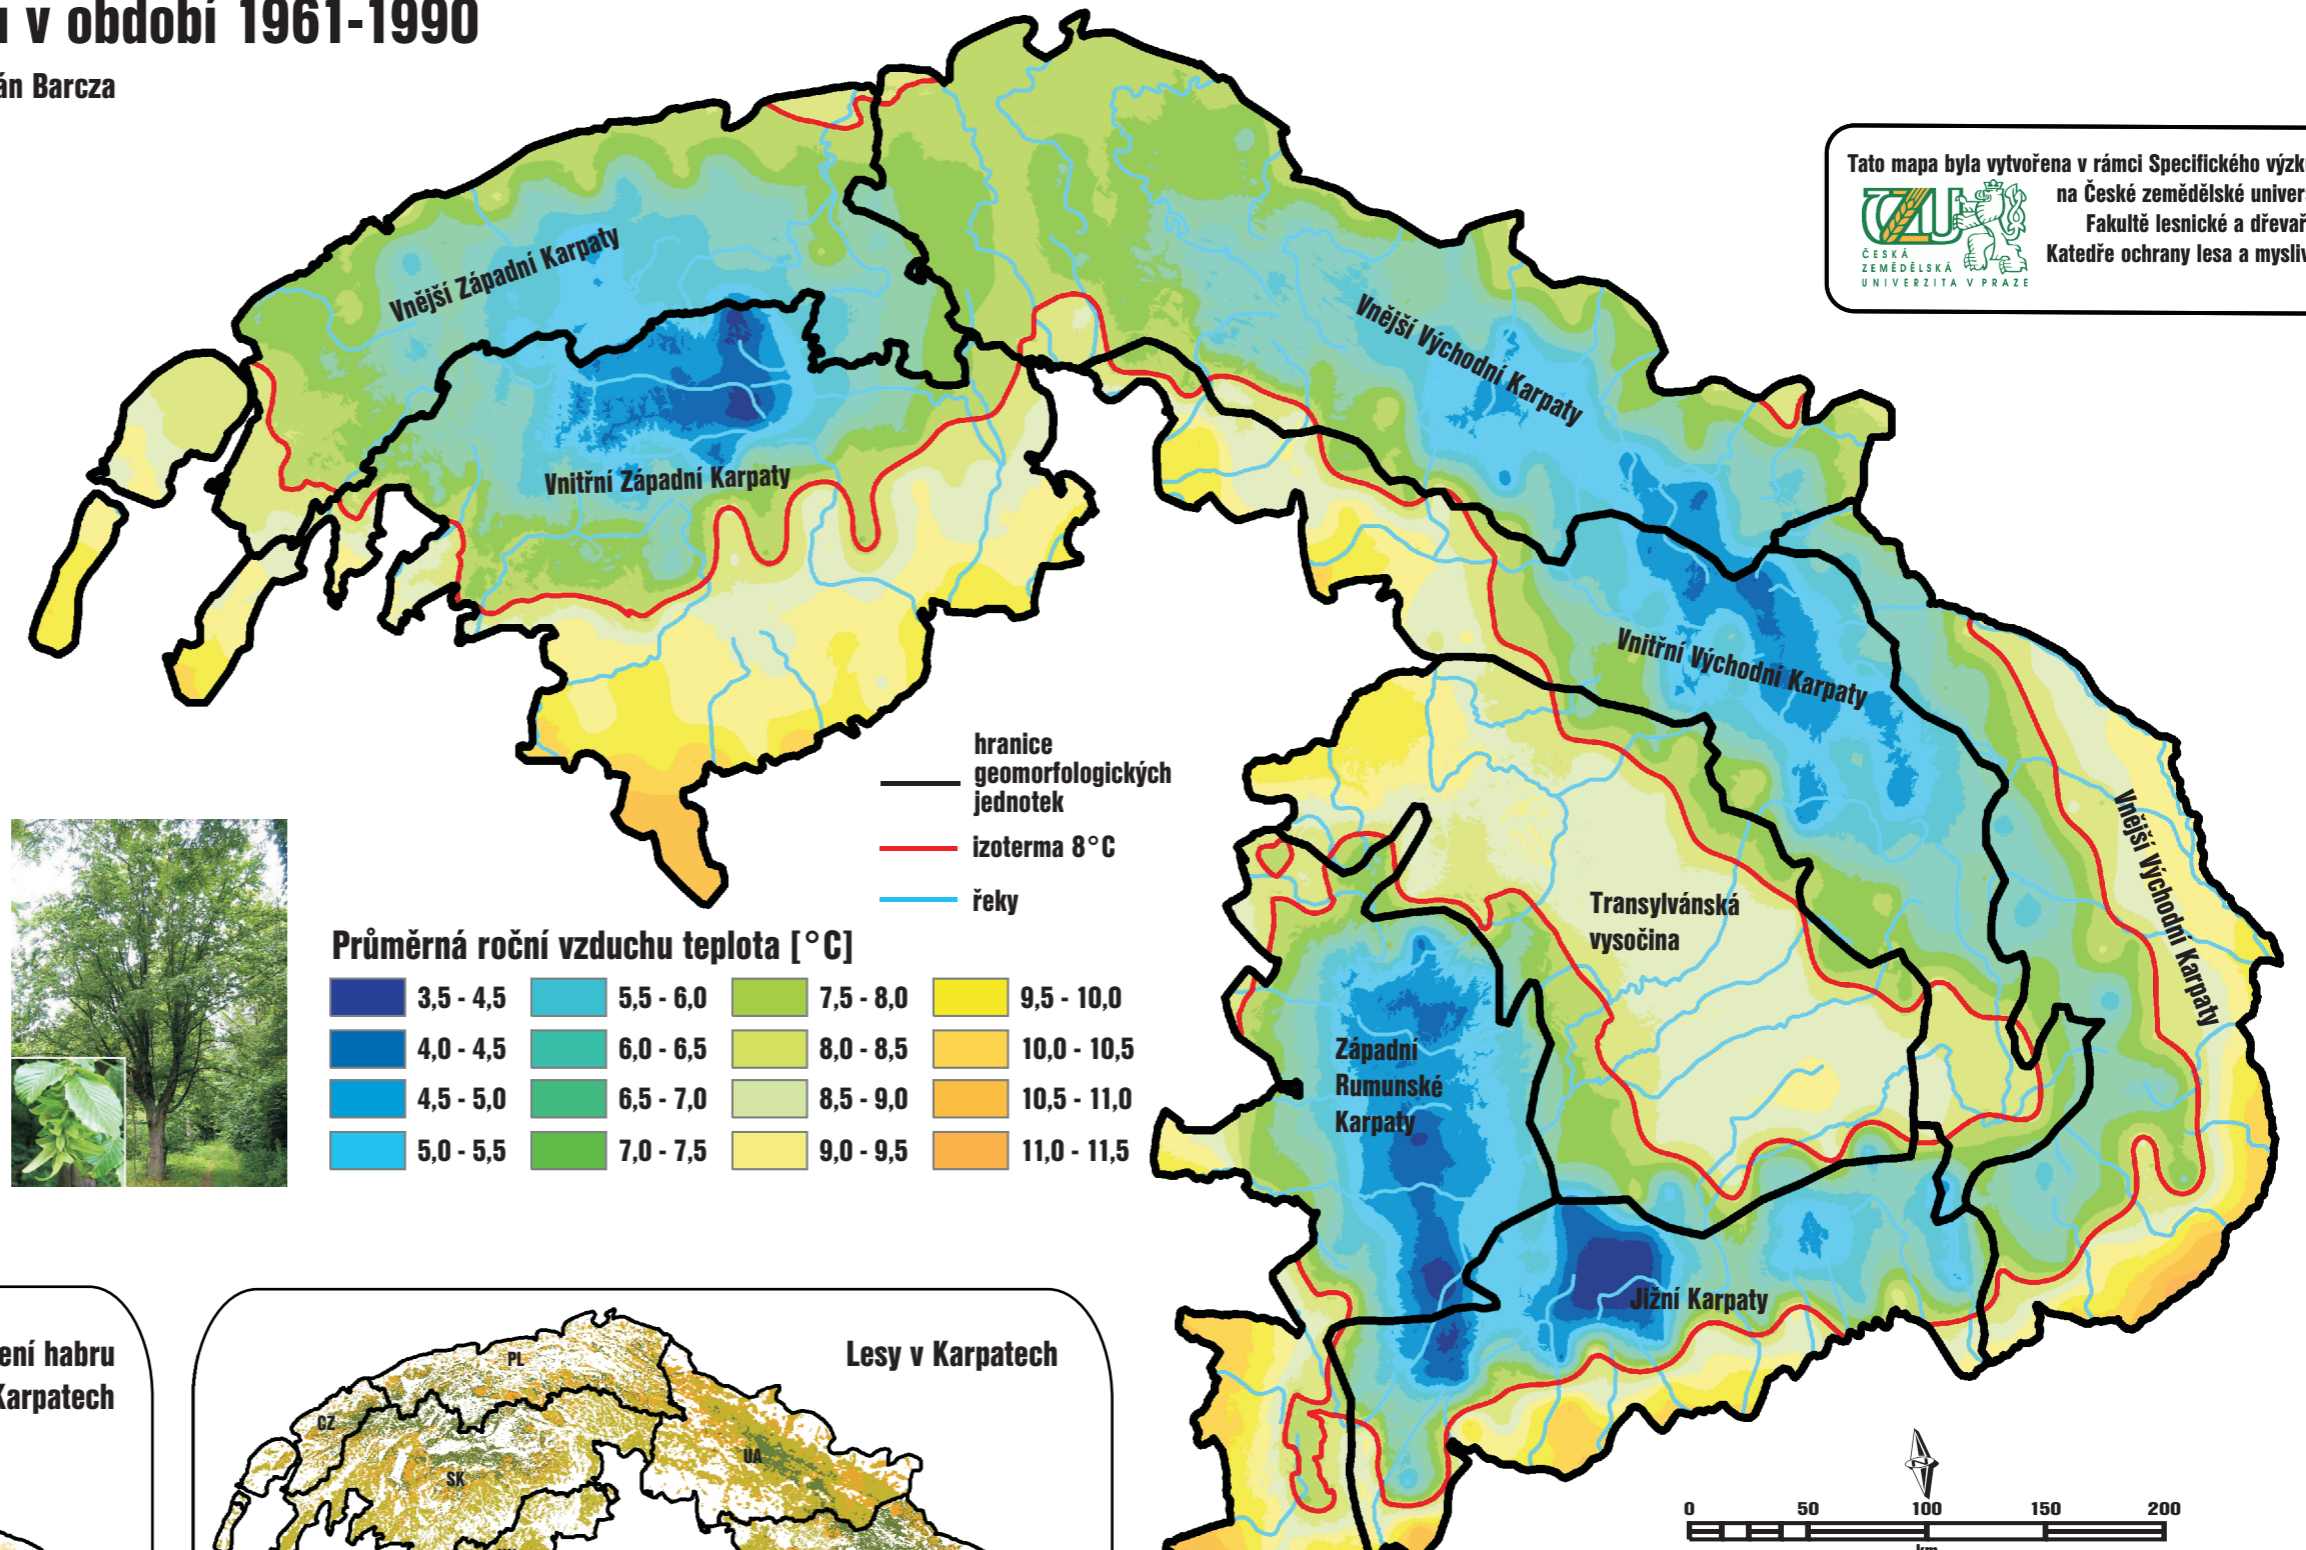 v období 1961-1990
Barcza
Tato mapa byla vytvořena v rámci Specifického
na České zemědělské
Fakultě lesnické a
Katedře ochrany lesa a
ČZU
ČESKÁ
ZEMĚDĚLSKÁ
UNIVERZITA V PRAZE
Vnější Západní Karpaty
Vnitřní Západní Karpaty
Vnější Východní Karpaty
Vnitřní Východní Karpaty
Vnější Východní Karpaty
Transylvánská
vysočina
Západní
Rumunské
Karpaty
Jižní Karpaty
hranice
geomorfologických
jednotek
izoterma 8°C
řeky
Průměrná roční vzduchu teplota [°C]
3,5 - 4,5 5,5 - 6,0 7,5 - 8,0 9,5 - 10,0
4,0 - 4,5 6,0 - 6,5 8,0 - 8,5 10,0 - 10,5
4,5 - 5,0 6,5 - 7,0 8,5 - 9,0 10,5 - 11,0
5,0 - 5,5 7,0 - 7,5 9,0 - 9,5 11,0 - 11,5
habru
Karpatech
Lesy v Karpatech
PL
CZ
SK
UA
0 50 100 150 200
km